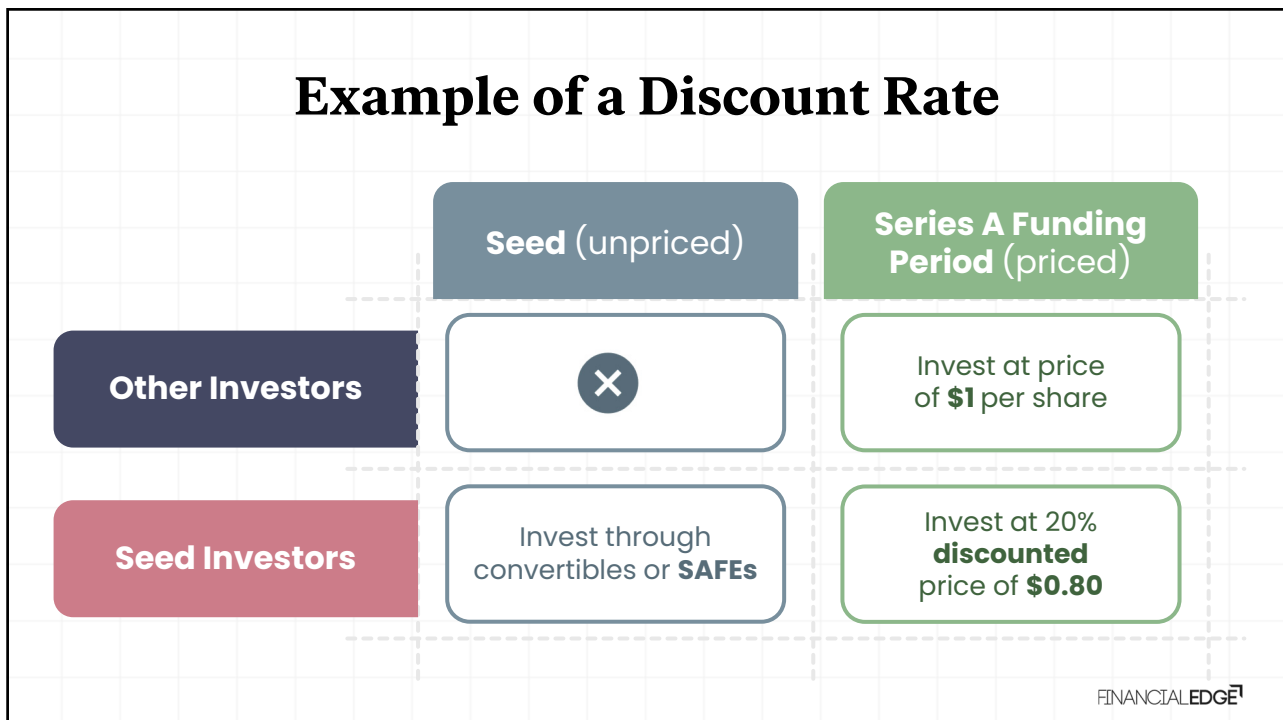 Example of a Discount Rate
Seed (unpriced)
Series A Funding
Period (priced)
Other Investors
Invest at price
of $1 per share
Seed Investors
Invest through
convertibles or SAFEs
Invest at 20%
discounted
price of $0.80
FINANCIALEDGE